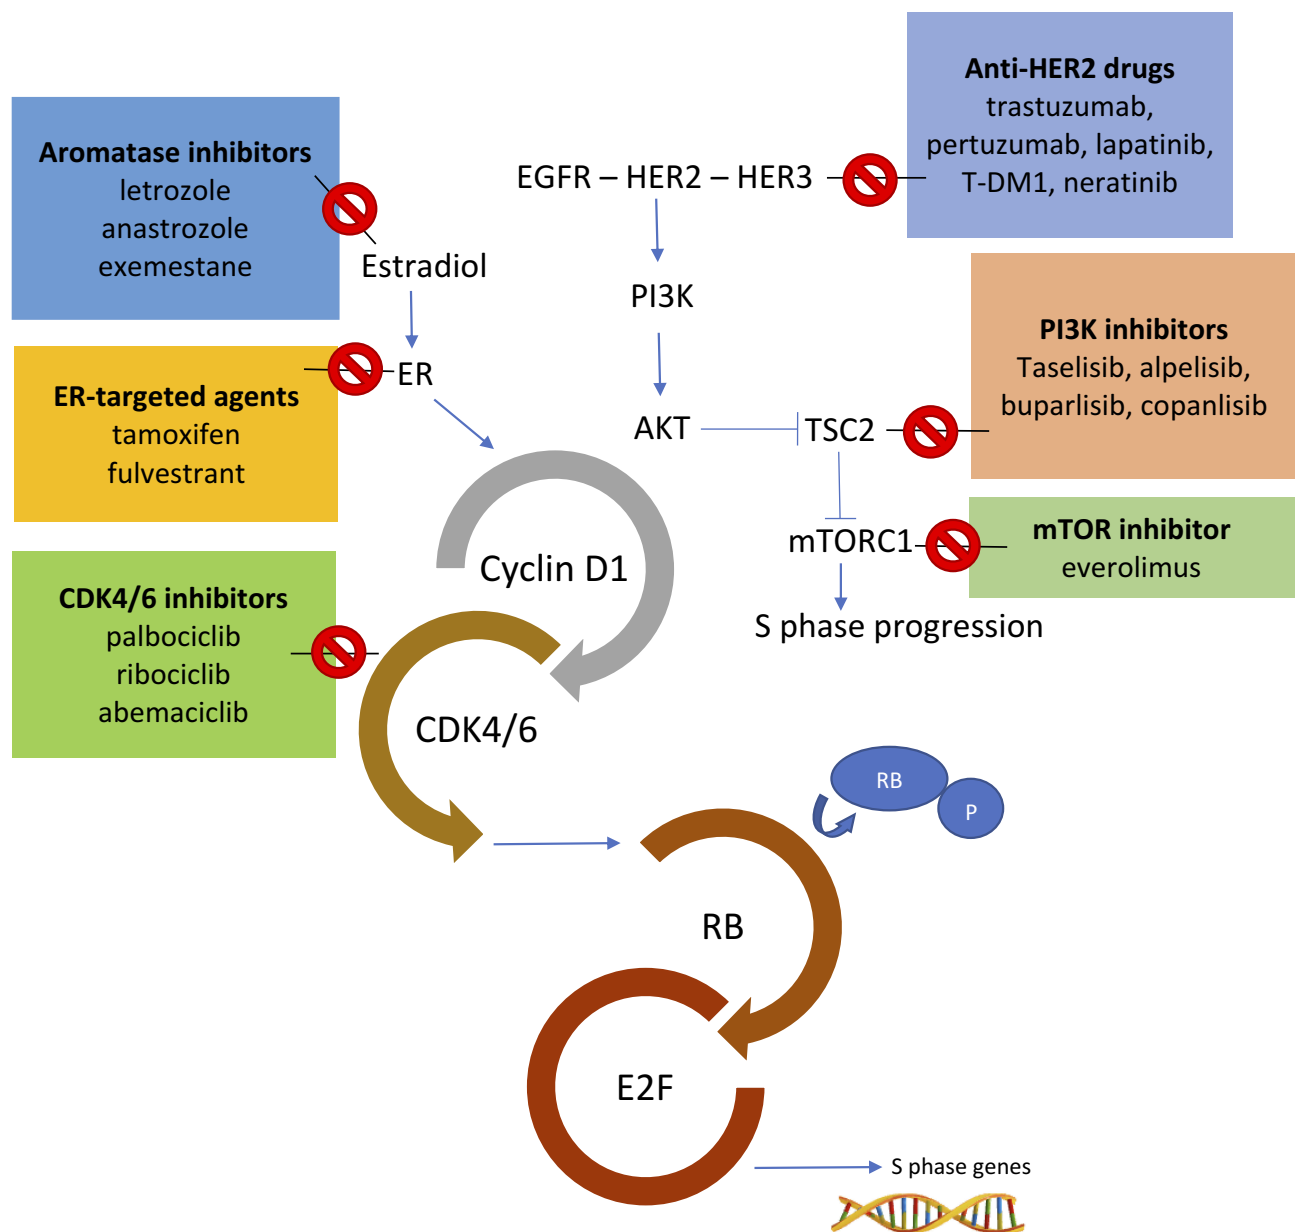 Anti-HER2 drugs
trastuzumab,
pertuzumab, lapatinib,
T-DM1, neratinib
Aromatase inhibitors
letrozole
anastrozole
exemestane
EGFR – HER2 – HER3
Estradiol
PI3K
PI3K inhibitors
Taselisib, alpelisib,
buparlisib, copanlisib
ER
ER-targeted agents
tamoxifen
fulvestrant
AKT
TSC2
mTORC1
mTOR inhibitor
everolimus
S phase progression
Cyclin D1
CDK4/6 inhibitors
palbociclib
ribociclib
abemaciclib
CDK4/6
RB
P
RB
E2F
S phase genes